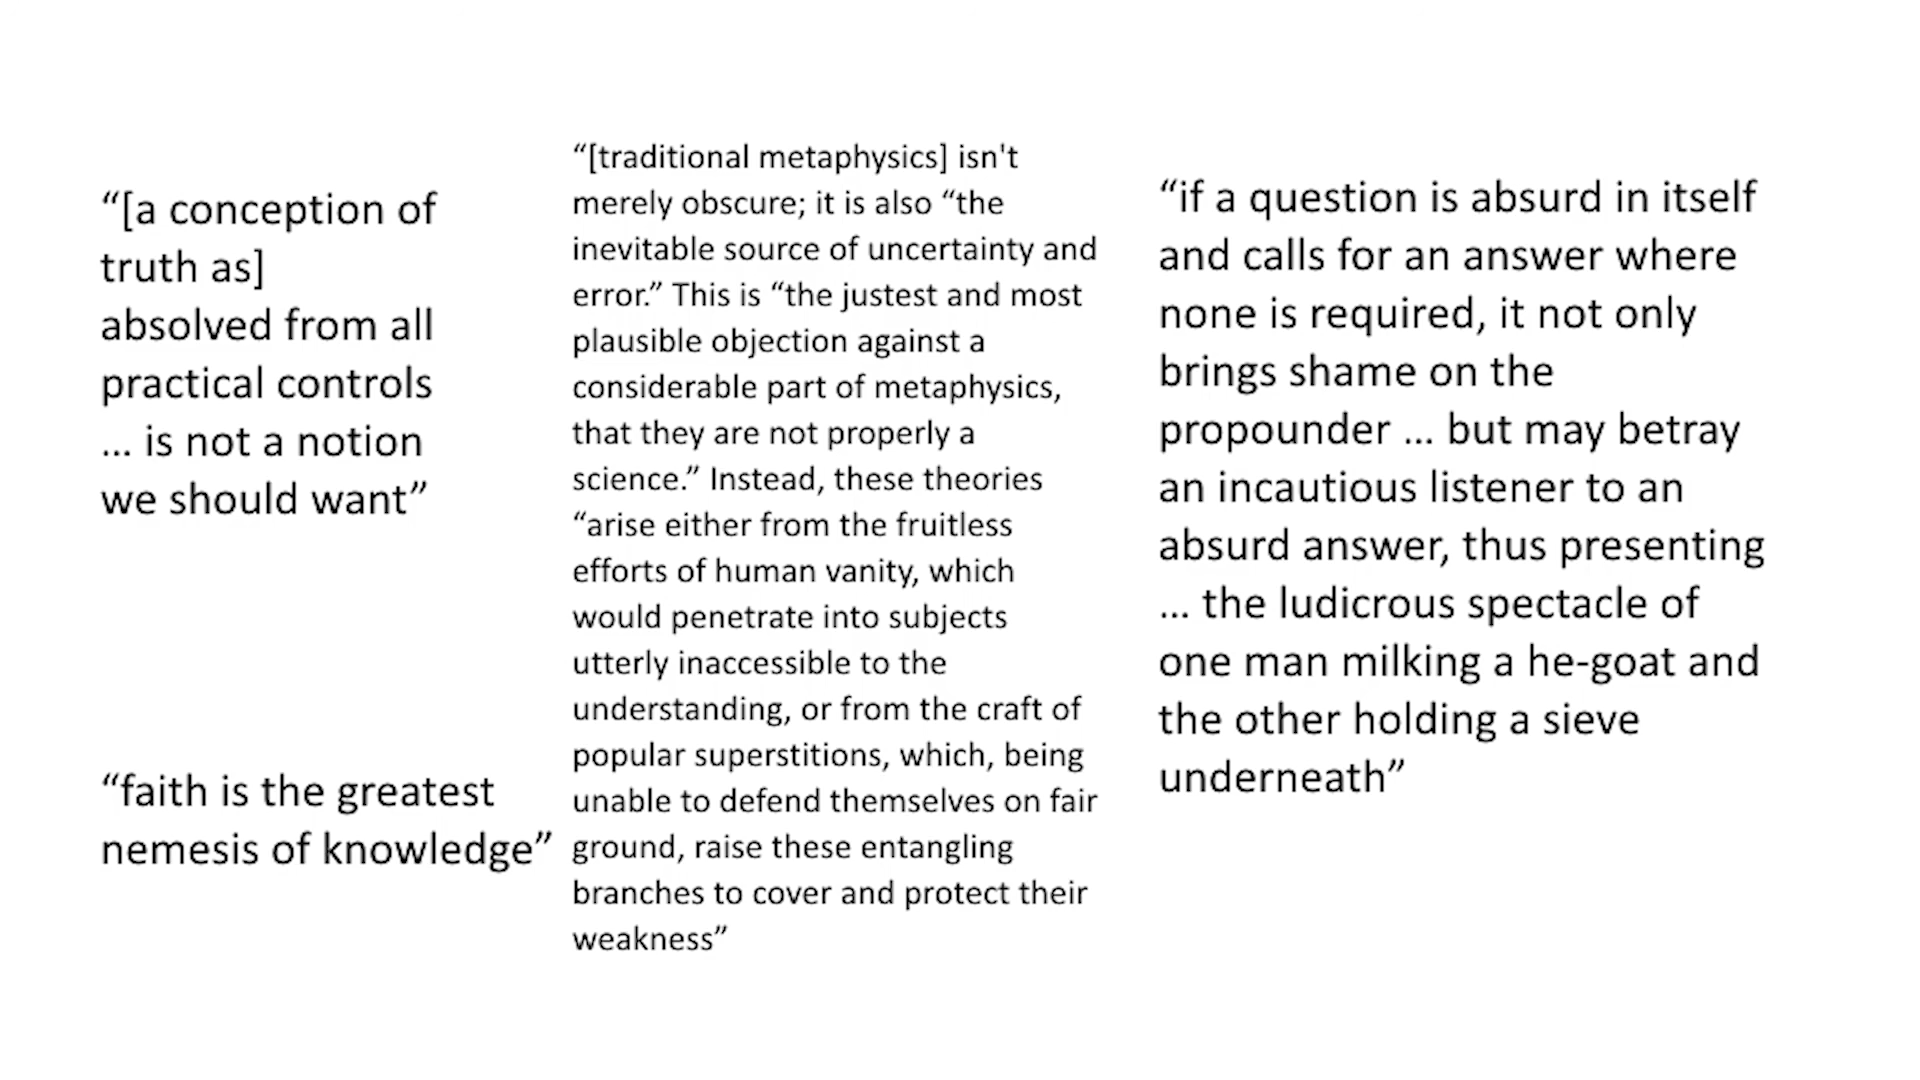 “[a conception of
truth as]
absolved from all
practical controls
... is not a notion
we should want”
“faith is the greatest
nemesis of knowledge”
“[traditional metaphysics] isn't
merely obscure; it is also “the
inevitable source of uncertainty and
error.” This is “the justest and most
plausible objection against a
considerable part of metaphysics,
that they are not properly a
science.” Instead, these theories
“arise either from the fruitless
efforts of human vanity, which
would penetrate into subjects
utterly inaccessible to the
understanding, or from the craft of
popular superstitions, which, being
unable to defend themselves on fair
ground, raise these entangling
branches to cover and protect their
weakness”
“if a question is absurd in itself
and calls for an answer where
none is required, it not only
brings shame on the
propounder ... but may betray
an incautious listener to an
absurd answer, thus presenting
... the ludicrous spectacle of
one man milking a he-goat and
the other holding a sieve
underneath”